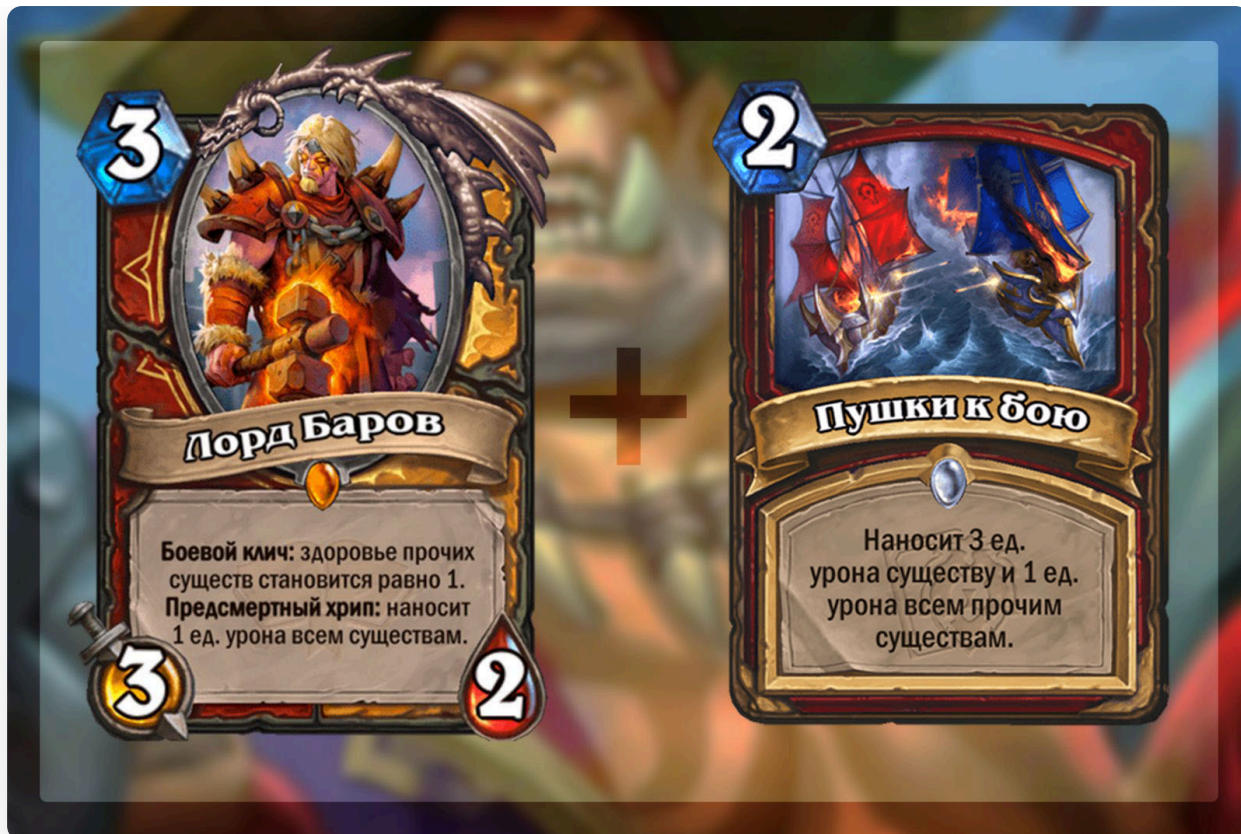 3
Лорд Баров
Боевой клич: здоровье прочих
существ становится равно 1.
Предсмертный хрип: наносит
1 ед. урона всем существам.
3
2
+
2
Пушки к бою
Наносит 3 ед.
урона существу и 1 ед.
урона всем прочим
существам.